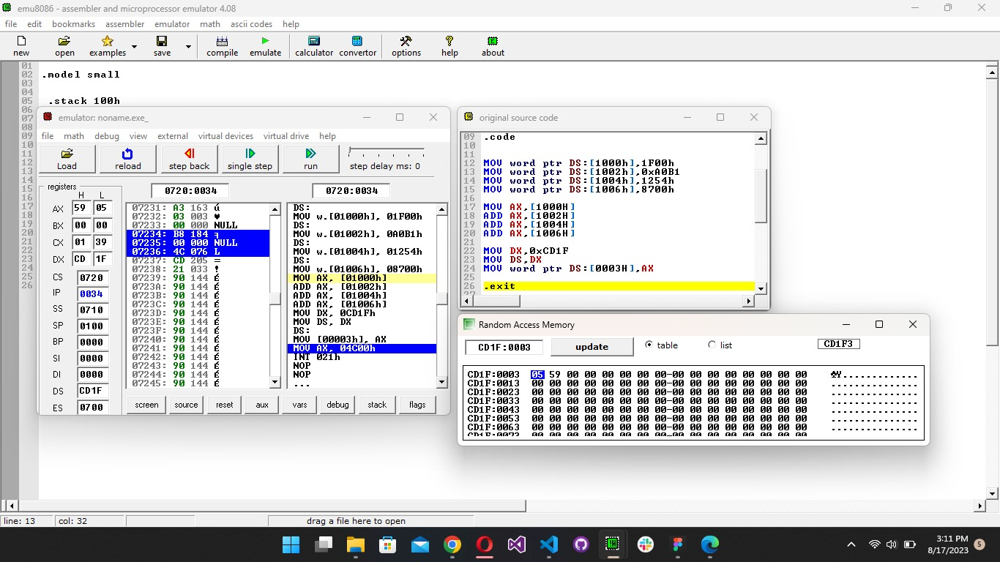 emu8086 - assembler and microprocessor emulator 4.08
file edit bookmarks assembler emulator math ascii codes help
new open examples save compile emulate calculator convertor options help about
01
02 .model small
03
04
05 .stack 100h
06
07
08
09
10
11
12
13
14
15
16
17
18
19
20
21
22
23
24
25
26
emulator: noname.exe_
file math debug view external virtual devices virtual drive help
Load reload step back single step run step delay ms: 0
registers
H L
AX 59 05
BX 00 00
CX 01 39
DX CD 1F
CS 0720
IP 0034
SS 0710
SP 0100
BP 0000
SI 0000
DI 0000
DS CD1F
ES 0700
0720:0034
07231: A3 163 ú
07232: 03 003 ♥
07233: 00 000 NULL
07234: B8 184 ╕
07235: 00 000 NULL
07236: 4C 076 L
07237: CD 205 =
07238: 21 033 !
07239: 90 144 É
0723A: 90 144 É
0723B: 90 144 É
0723C: 90 144 É
0723D: 90 144 É
0723E: 90 144 É
0723F: 90 144 É
07240: 90 144 É
07241: 90 144 É
07242: 90 144 É
07243: 90 144 É
07244: 90 144 É
07245: 90 144 É
0720:0034
DS:
MOV w.[01000h], 01F00h
DS:
MOV w.[01002h], 0A0B1h
DS:
MOV w.[01004h], 01254h
DS:
MOV w.[01006h], 08700h
MOV AX, [01000h]
ADD AX, [01002h]
ADD AX, [01004h]
ADD AX, [01006h]
MOV DX, 0CD1Fh
MOV DS, DX
DS:
MOV [00003h], AX
MOV AX, 04C00h
INT 021h
NOP
NOP
...
screen source reset aux vars debug stack flags
original source code
09 .code
10
11
12 MOV word ptr DS:[1000h],1F00h
13 MOV word ptr DS:[1002h],0xA0B1
14 MOV word ptr DS:[1004h],1254h
15 MOV word ptr DS:[1006h],8700h
16
17 MOV AX,[1000H]
18 ADD AX,[1002H]
19 ADD AX,[1004H]
20 ADD AX,[1006H]
21
22 MOV DX,0xCD1F
23 MOV DS,DX
24 MOV word ptr DS:[0003H],AX
25
26 .exit
27
Random Access Memory
CD1F:0003 update table list CD1F3
CD1F:0003 05 59 00 00 00 00 00 00-00 00 00 00 00 00 00 00 ♣Y..............
CD1F:0013 00 00 00 00 00 00 00 00-00 00 00 00 00 00 00 00 ................
CD1F:0023 00 00 00 00 00 00 00 00-00 00 00 00 00 00 00 00 ................
CD1F:0033 00 00 00 00 00 00 00 00-00 00 00 00 00 00 00 00 ................
CD1F:0043 00 00 00 00 00 00 00 00-00 00 00 00 00 00 00 00 ................
CD1F:0053 00 00 00 00 00 00 00 00-00 00 00 00 00 00 00 00 ................
CD1F:0063 00 00 00 00 00 00 00 00-00 00 00 00 00 00 00 00 ................
CD1F:0073 00 00 00 00 00 00 00 00-00 00 00 00 00 00 00 00
line: 13 col: 32 drag a file here to open
3:11 PM
8/17/2023 5